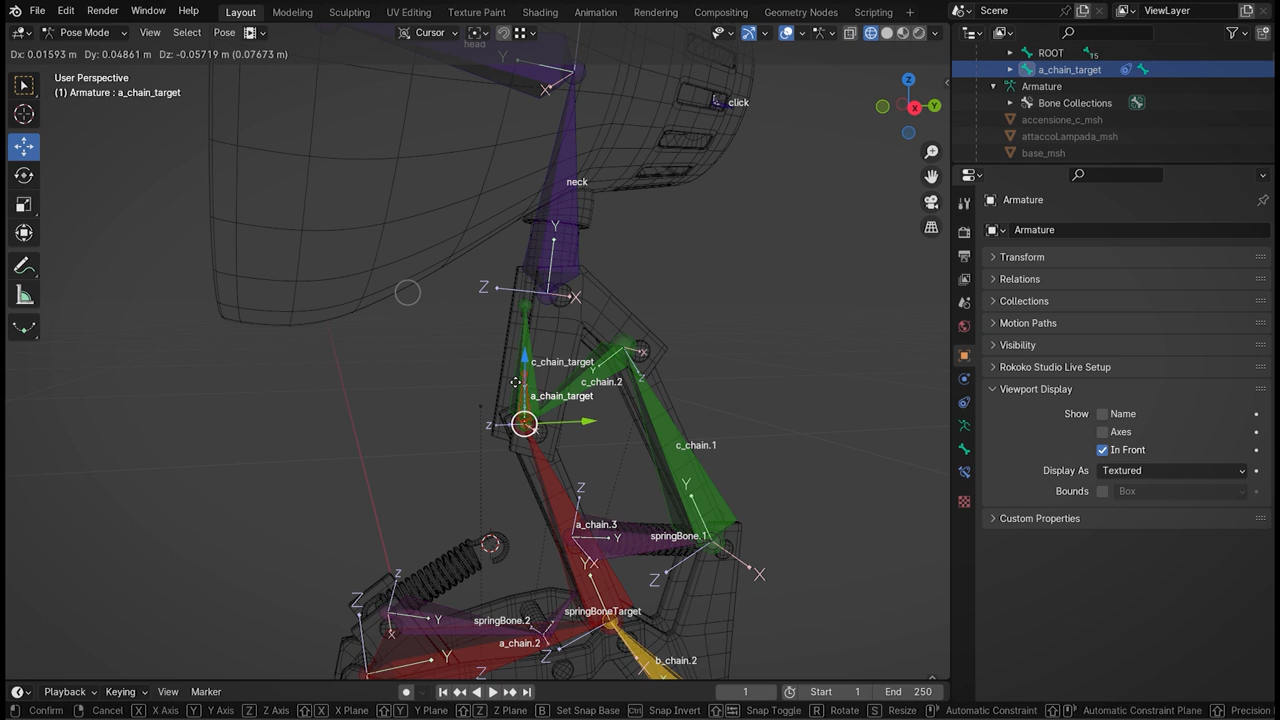 File Edit Render Window Help Layout Modeling Sculpting UV Editing Texture Paint Shading Animation Rendering Compositing Geometry Nodes Scripting + Scene ViewLayer
Pose Mode View Select Pose Cursor
Dx: 0.01593 m Dy: 0.04861 m Dz: -0.05719 m (0.07673 m)
User Perspective
(1) Armature : a_chain_target
head
Y
X
Z
X
Y
click
neck
Y
Z
X
c_chain_target
c_chain.2
a_chain_target
X
Y
Z
Z
c_chain.1
Y
Z
a_chain.3
Y
springBone.1
Z
X
YX
Z
Z
Y
X
springBoneTarget
springBone.2
a_chain.2
Z
Y
Z
b_chain.2
X
ROOT
15
a_chain_target
Armature
Bone Collections
accensione_c_msh
attaccoLampada_msh
base_msh
Armature
Armature
Transform
Relations
Collections
Motion Paths
Visibility
Rokoko Studio Live Setup
Viewport Display
Show Name
Axes
In Front
Display As Textured
Bounds Box
Custom Properties
Playback Keying View Marker 1 Start 1 End 250
Confirm Cancel X X Axis Y Y Axis Z Z Axis X X Plane Y Y Plane Z Z Plane B Set Snap Base Ctrl Snap Invert Snap Toggle R Rotate S Resize Automatic Constraint Automatic Constraint Plane Precision